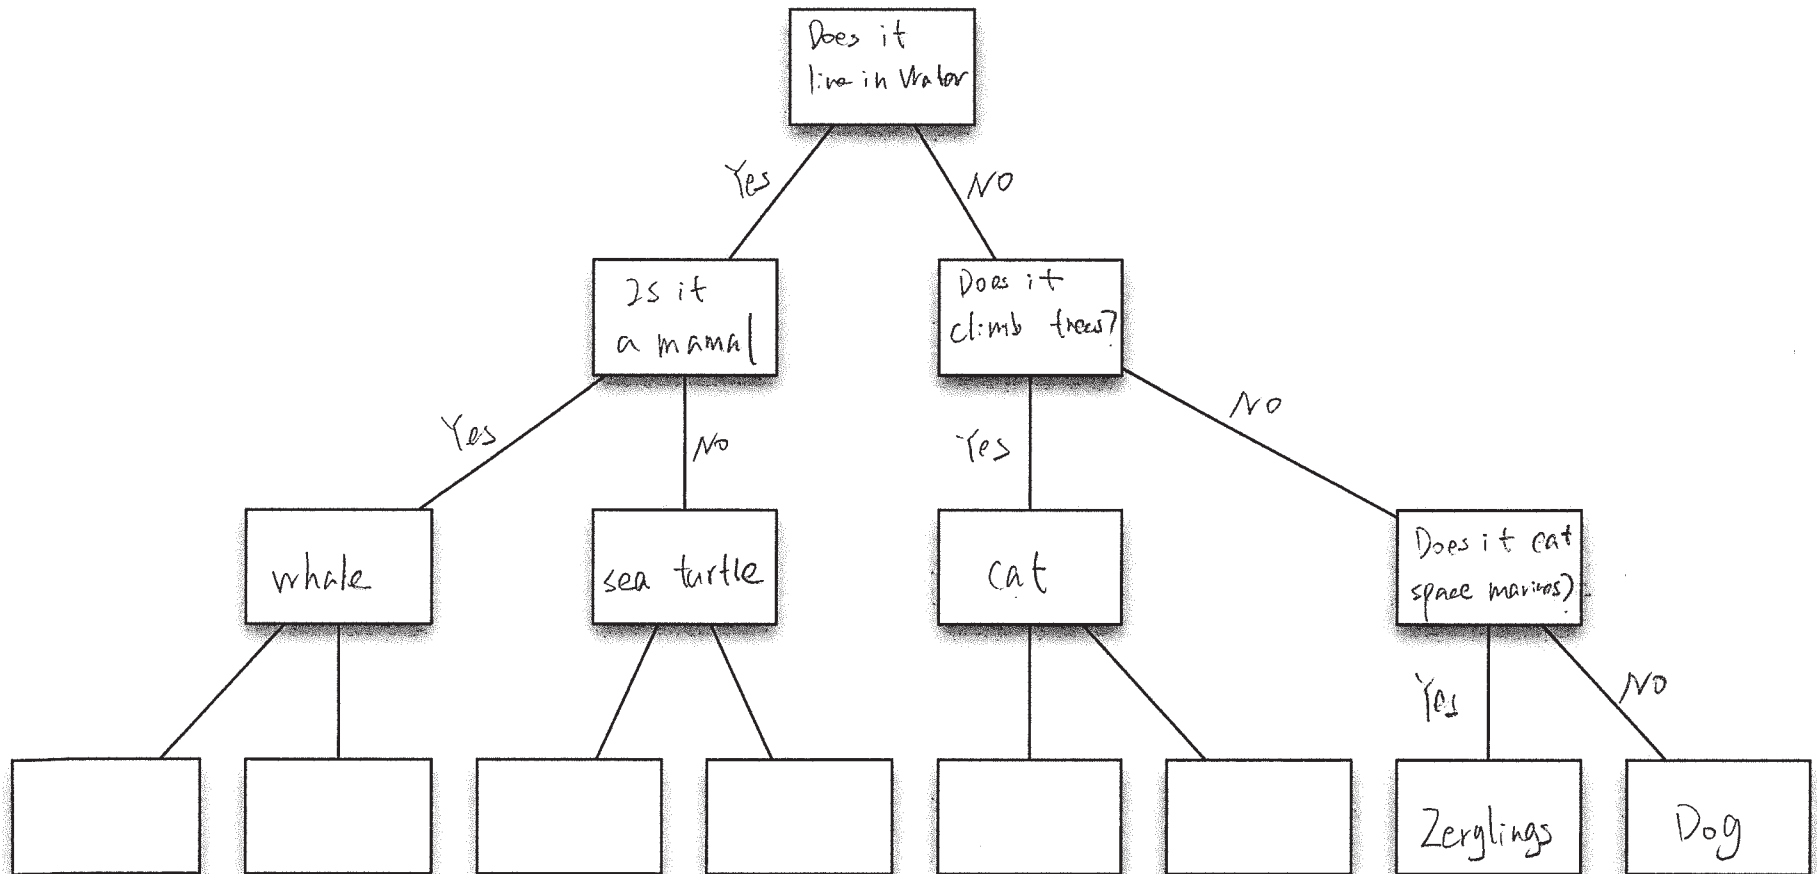 Does it
live in Water
Yes
NO
Is it
a mamal
Does it
climb trees?
Yes
NO
Yes
NO
whale
sea turtle
cat
Does it eat
space marines?
Yes
NO
Zerglings
Dog